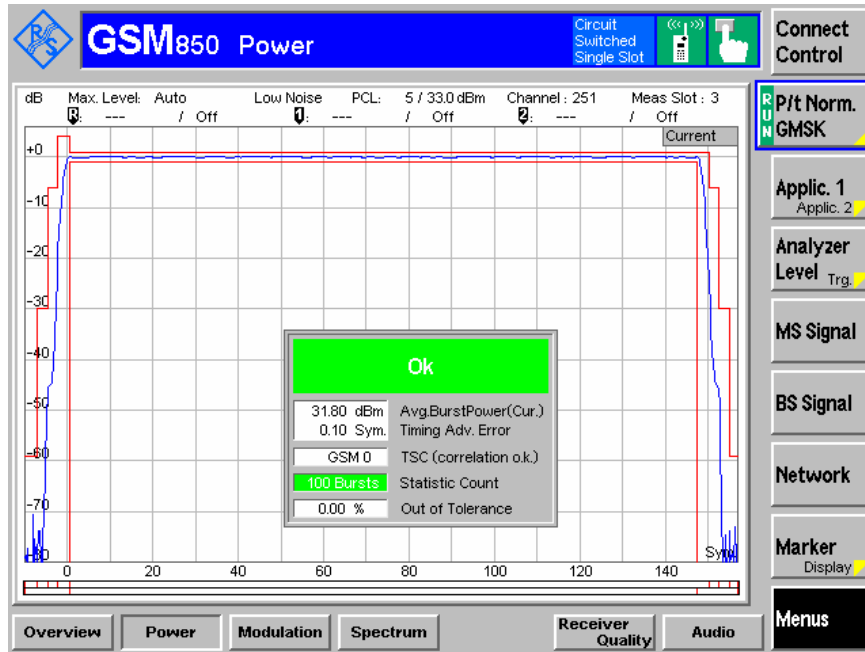 R S
GSM850 Power
Circuit
Switched
Single Slot
Connect
Control
dB Max. Level: Auto Low Noise PCL: 5 / 33.0 dBm Channel : 251 Meas Slot : 3
R: --- / Off 1: --- / Off 2: --- / Off
Current
RUN
P/t Norm.
GMSK
+0
-10
-20
-30
-40
-50
-60
-70
-80
Ok
31.80 dBm Avg.BurstPower(Cur.)
0.10 Sym. Timing Adv. Error
GSM 0 TSC (correlation o.k.)
100 Bursts Statistic Count
0.00 % Out of Tolerance
Sym.
0 20 40 60 80 100 120 140
Applic. 1
Applic. 2
Analyzer
Level Trg.
MS Signal
BS Signal
Network
Marker
Display
Menus
Overview Power Modulation Spectrum Receiver Quality Audio